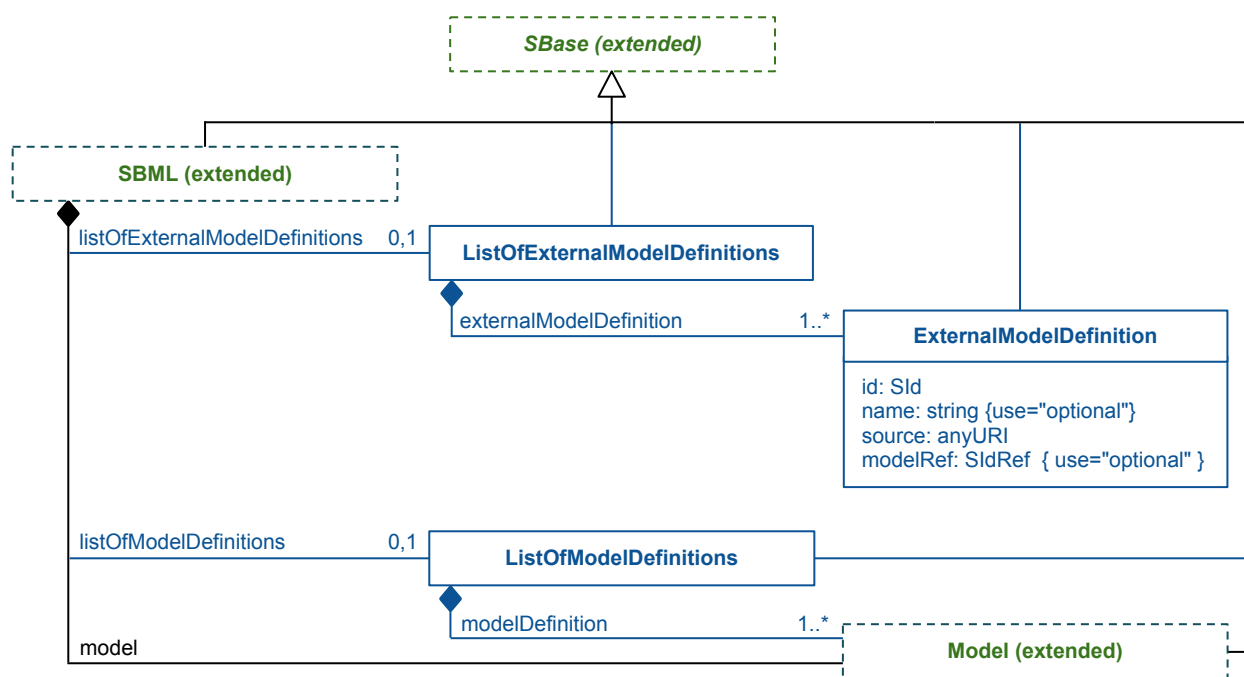 SBase (extended)
SBML (extended)
listOfExternalModelDefinitions 0,1
ListOfExternalModelDefinitions
externalModelDefinition 1..*
ExternalModelDefinition
id: SId
name: string {use="optional"}
source: anyURI
modelRef: SIdRef { use="optional" }
listOfModelDefinitions 0,1
ListOfModelDefinitions
modelDefinition 1..*
model
Model (extended)